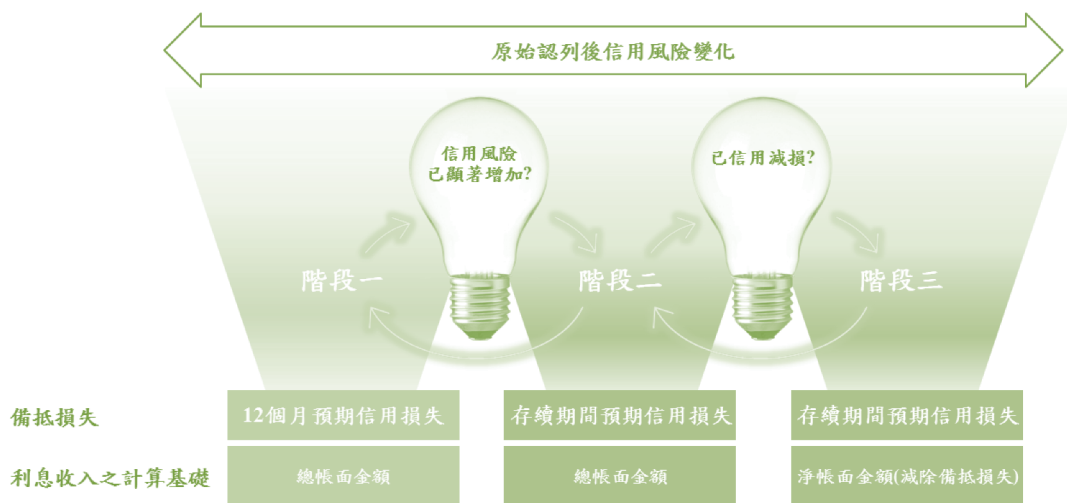 原始認列後信用風險變化
信用風險
已顯著增加?
已信用減損?
階段一
階段二
階段三
備抵損失
12個月預期信用損失
存續期間預期信用損失
存續期間預期信用損失
利息收入之計算基礎
總帳面金額
總帳面金額
淨帳面金額(減除備抵損失)